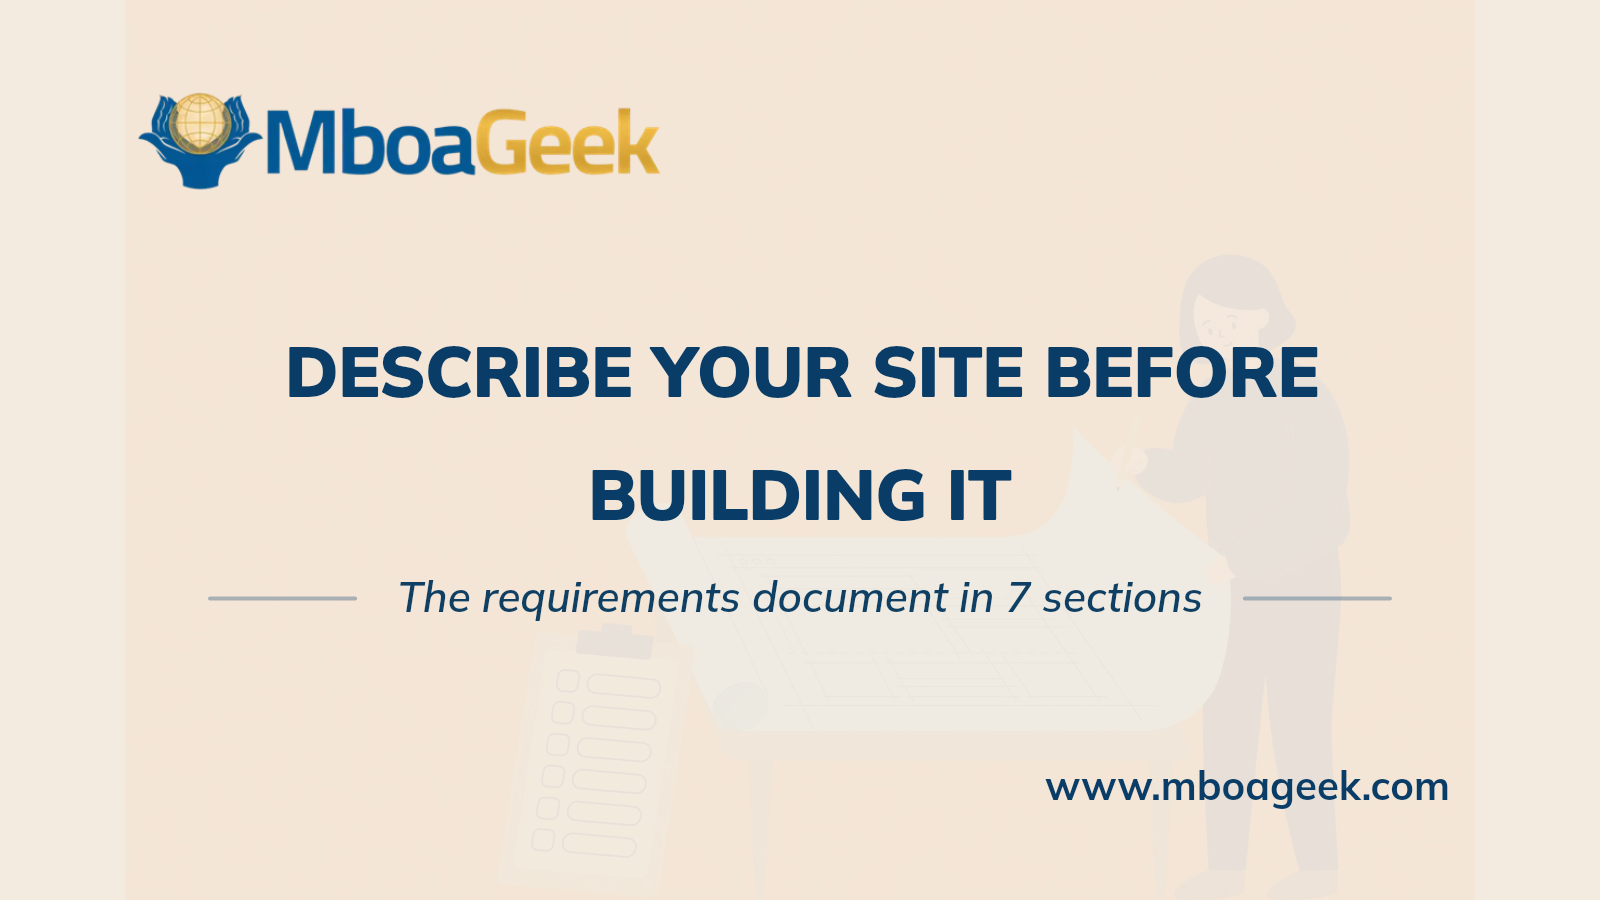 MboaGeek
DESCRIBE YOUR SITE BEFORE
BUILDING IT
The requirements document in 7 sections
www.mboageek.com